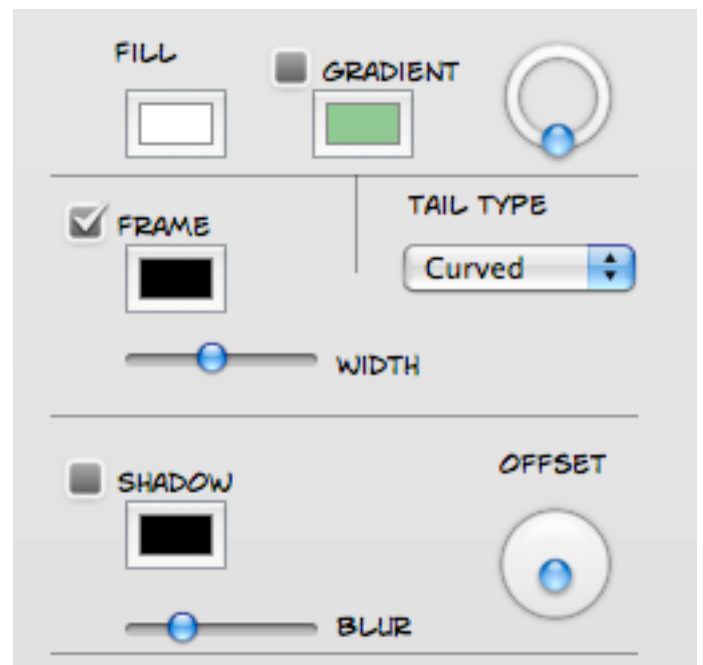 FILL
GRADIENT
FRAME
TAIL TYPE
Curved
WIDTH
SHADOW
OFFSET
BLUR